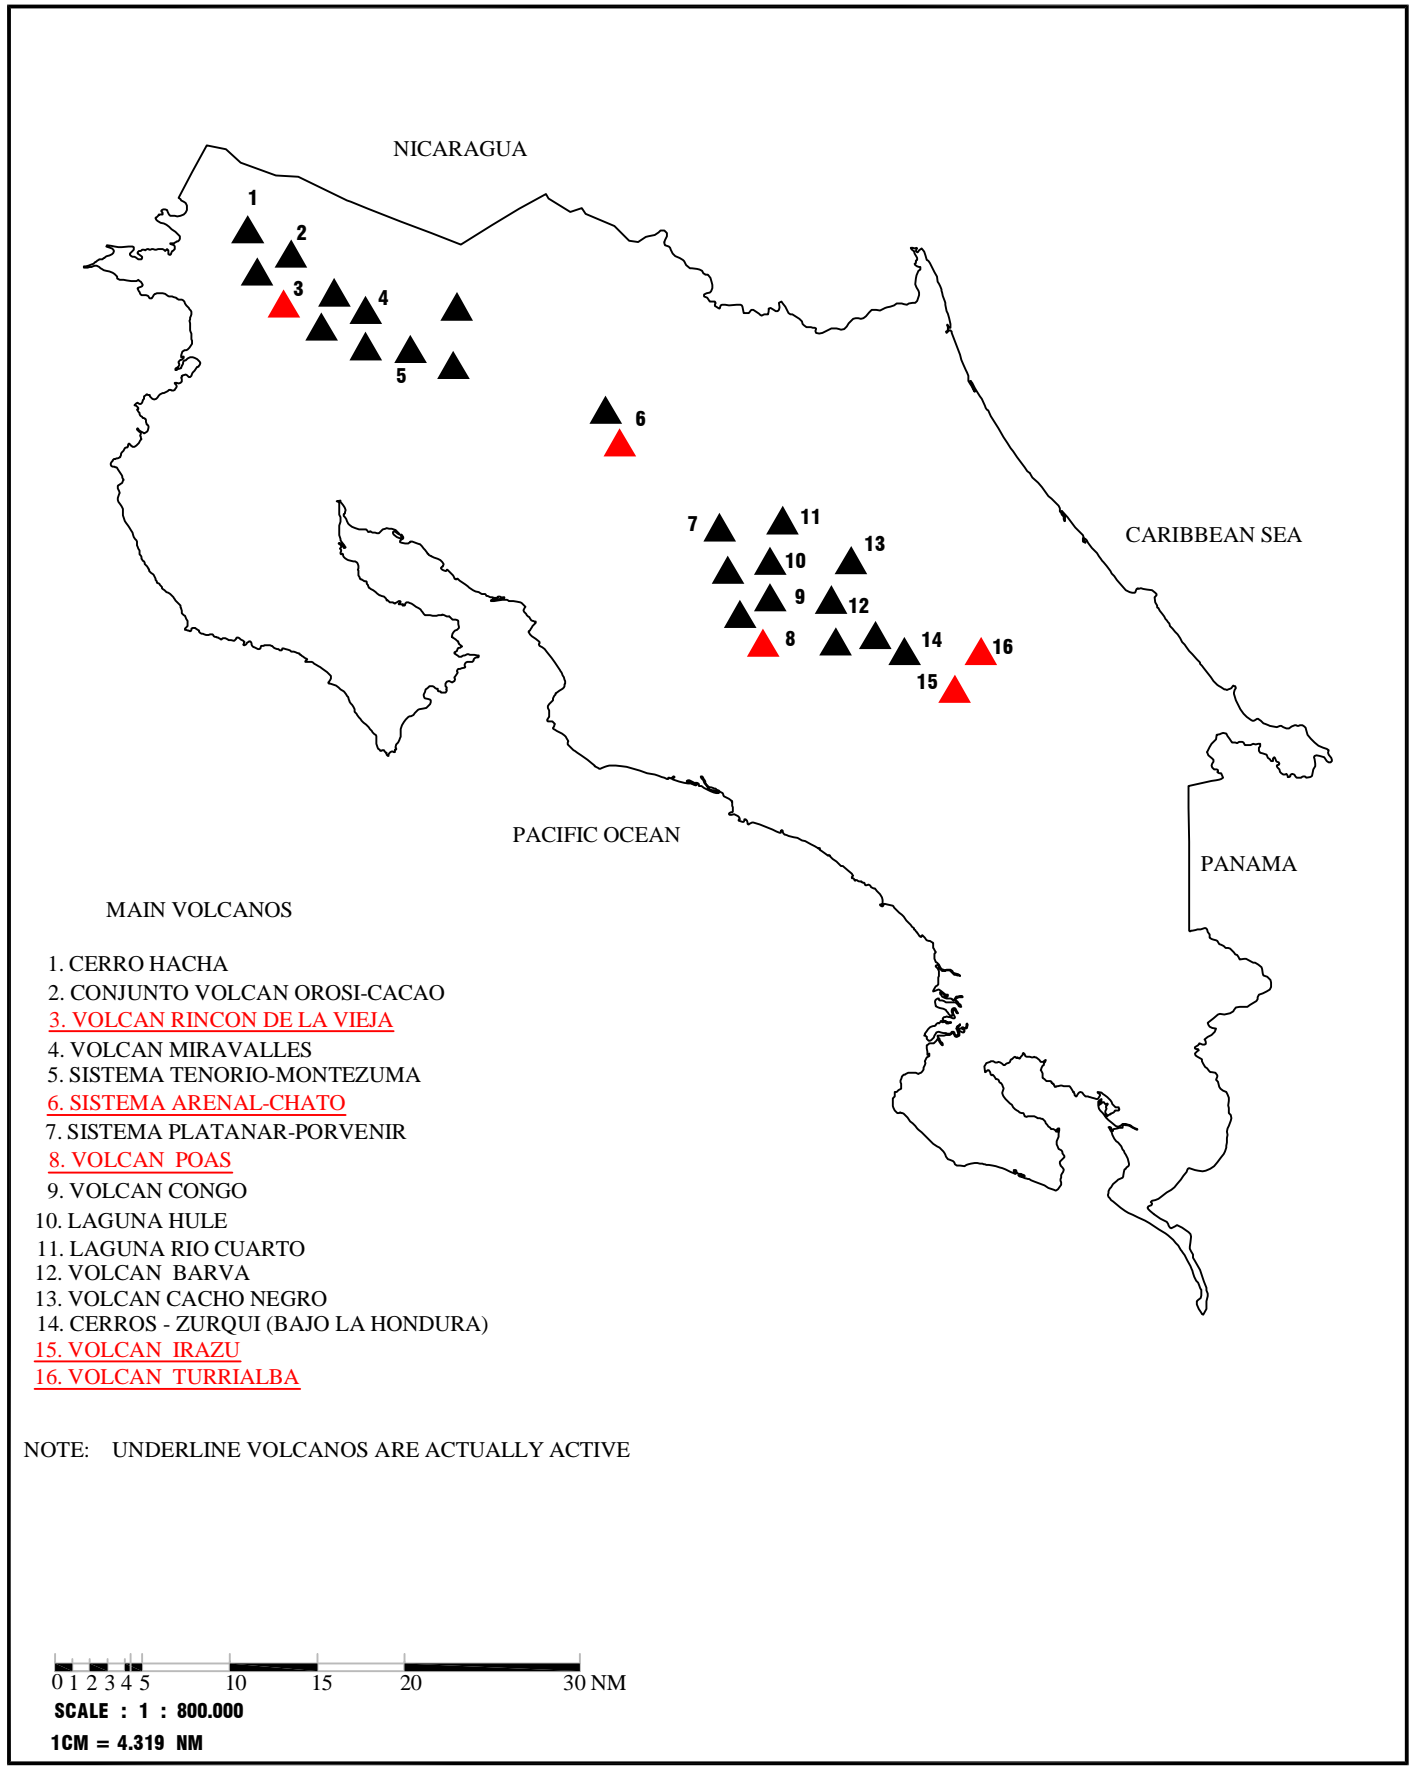 NICARAGUA
1
2
3
4
5
6
7
11
10
13
9
12
8
14
16
15
CARIBBEAN SEA
PACIFIC OCEAN
PANAMA
MAIN VOLCANOS
1. CERRO HACHA
2. CONJUNTO VOLCAN OROSI-CACAO
3. VOLCAN RINCON DE LA VIEJA
4. VOLCAN MIRAVALLES
5. SISTEMA TENORIO-MONTEZUMA
6. SISTEMA ARENAL-CHATO
7. SISTEMA PLATANAR-PORVENIR
8. VOLCAN POAS
9. VOLCAN CONGO
10. LAGUNA HULE
11. LAGUNA RIO CUARTO
12. VOLCAN BARVA
13. VOLCAN CACHO NEGRO
14. CERROS - ZURQUI (BAJO LA HONDURA)
15. VOLCAN IRAZU
16. VOLCAN TURRIALBA
NOTE: UNDERLINE VOLCANOS ARE ACTUALLY ACTIVE
0 1 2 3 4 5 10 15 20 30 NM
SCALE : 1 : 800.000
1CM = 4.319 NM